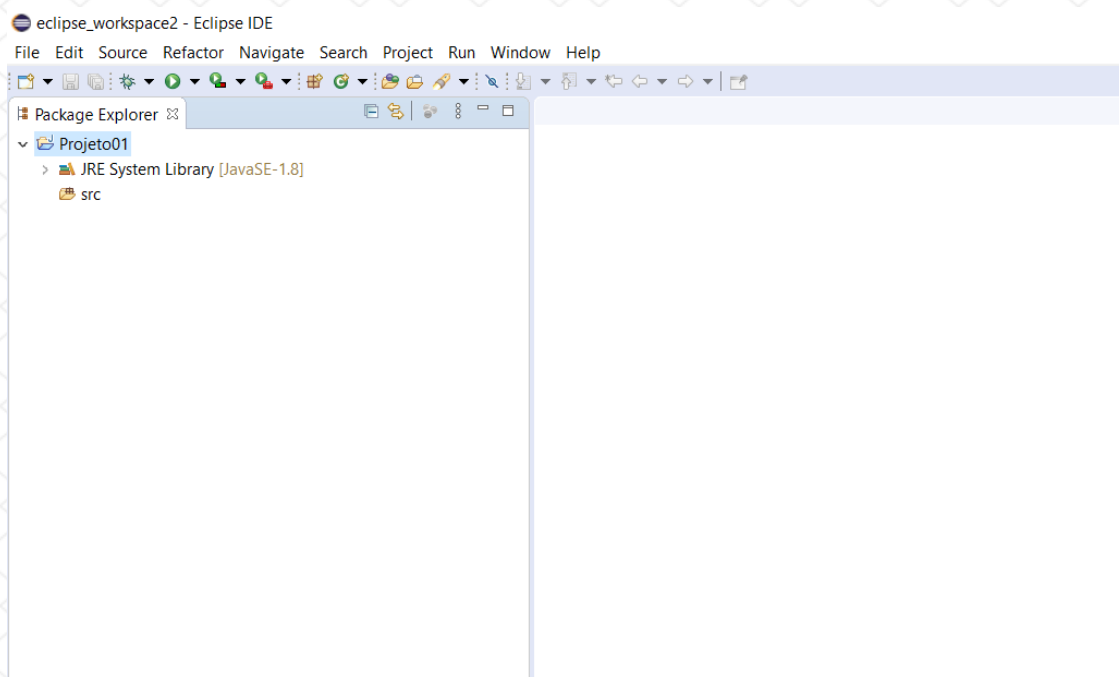 eclipse_workspace2 - Eclipse IDE
File Edit Source Refactor Navigate Search Project Run Window Help
Package Explorer
Projeto01
JRE System Library [JavaSE-1.8]
src